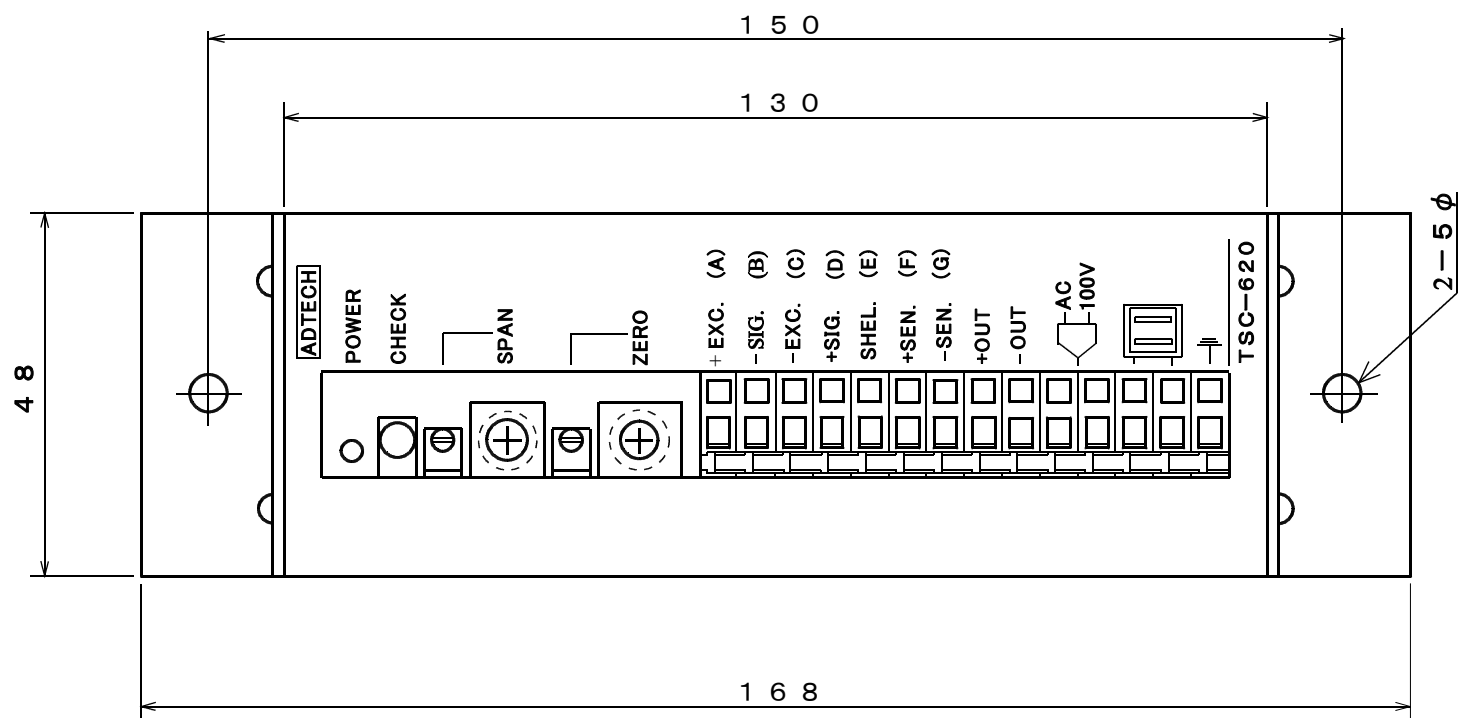 １５０
１３０
ADTECH
POWER
CHECK
SPAN
ZERO
+ EXC. (A)
-SIG. (B)
-EXC. (C)
+SIG. (D)
SHEL. (E)
+SEN. (F)
-SEN. (G)
+OUT
-OUT
AC
100V
TSC-620
2-5φ
４８
１６８